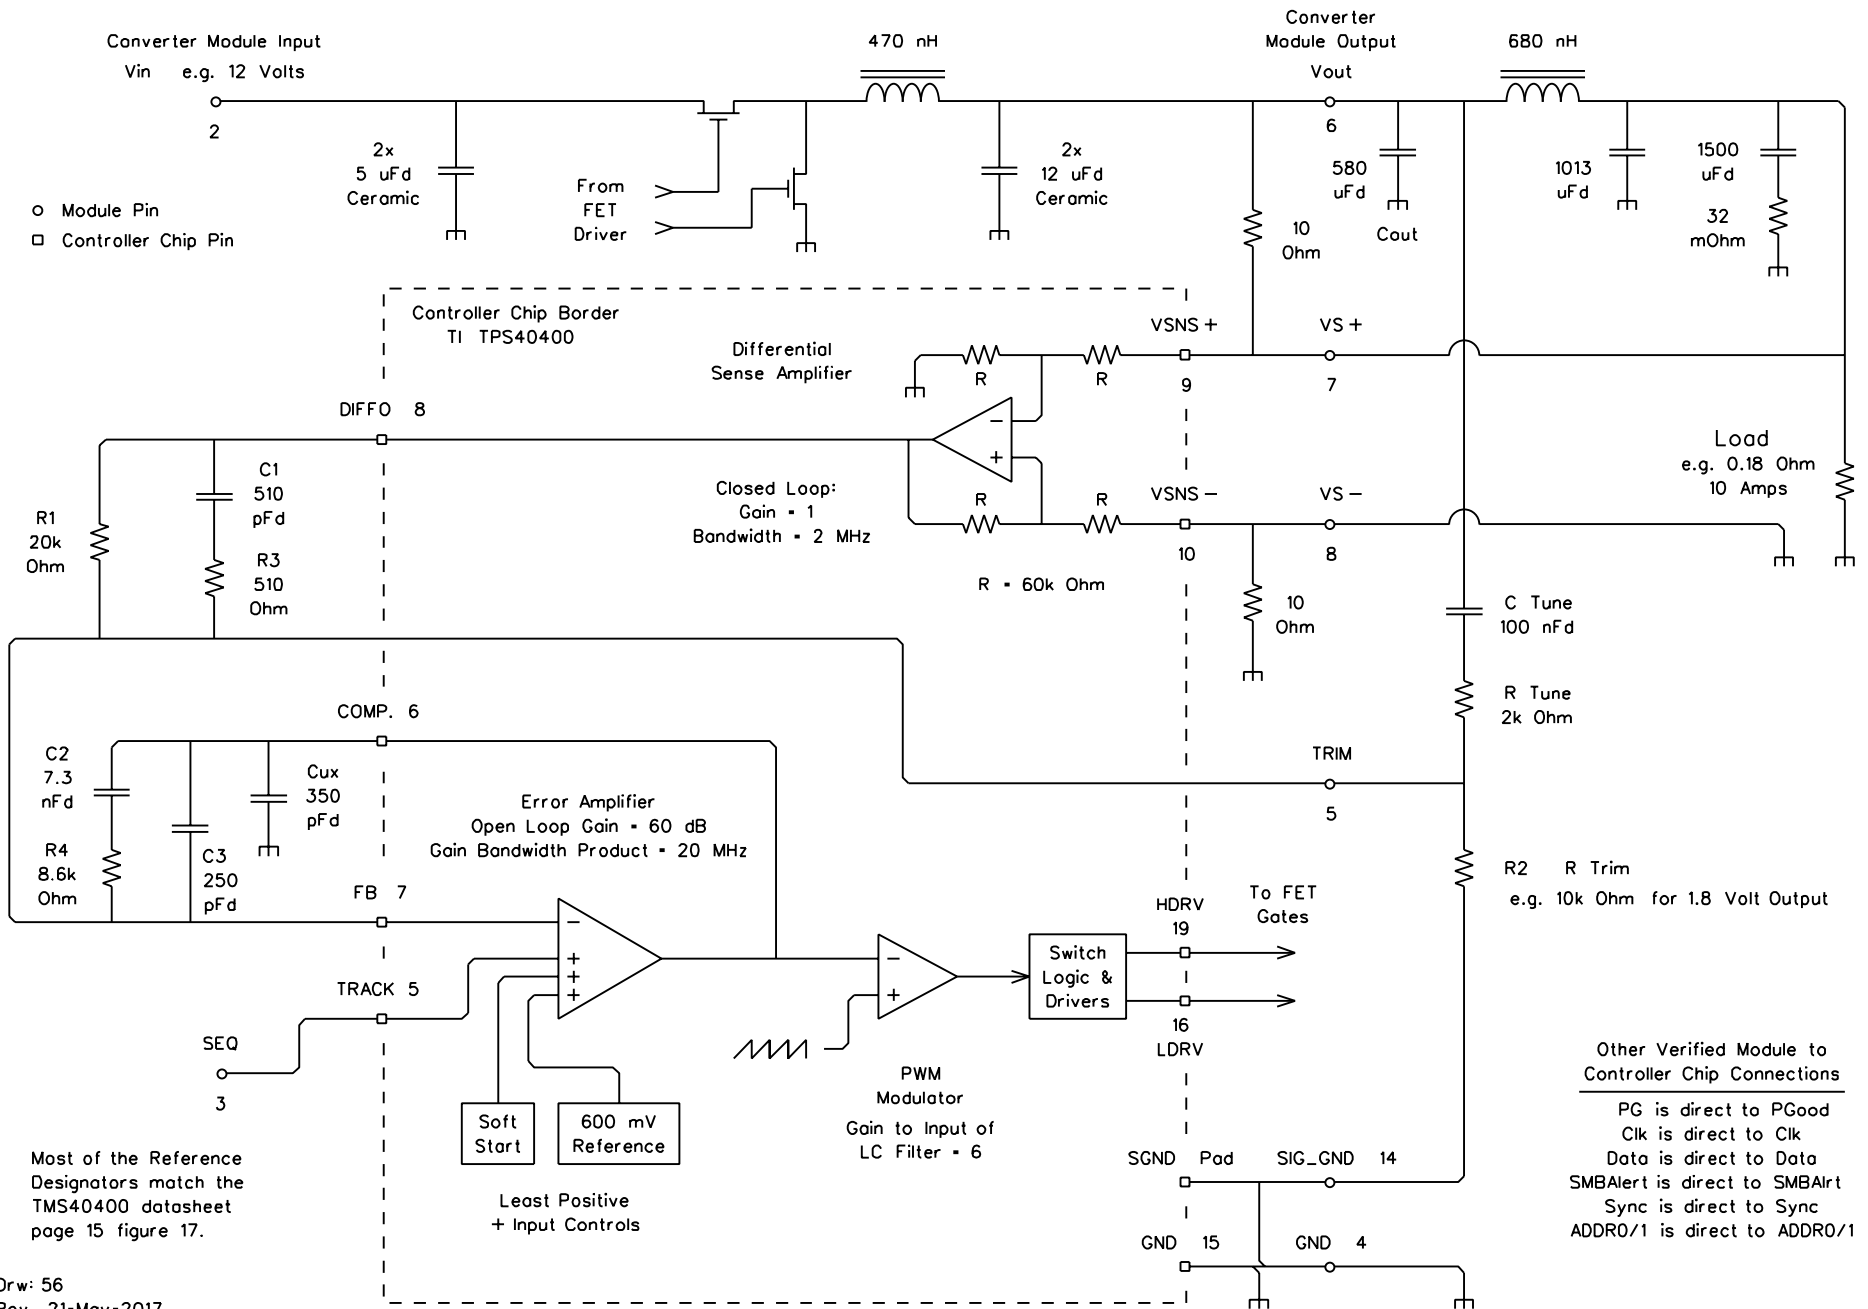 Converter Module Input
Vin e.g. 12 Volts
2
470 nH
Converter
Module Output
Vout
6
680 nH
2x
5 uFd
Ceramic
From
FET
Driver
2x
12 uFd
Ceramic
10
Ohm
580
uFd
Cout
1013
uFd
1500
uFd
32
mOhm
Module Pin
Controller Chip Pin
Controller Chip Border
TI TPS40400
Differential
Sense Amplifier
R
R
VSNS +
9
VS +
7
DIFFO 8
-
+
Closed Loop:
Gain = 1
Bandwidth = 2 MHz
R
R
R = 60k Ohm
VSNS -
10
VS -
8
Load
e.g. 0.18 Ohm
10 Amps
R1
20k
Ohm
C1
510
pFd
R3
510
Ohm
10
Ohm
C Tune
100 nFd
R Tune
2k Ohm
COMP. 6
TRIM
5
C2
7.3
nFd
R4
8.6k
Ohm
Cux
350
pFd
C3
250
pFd
Error Amplifier
Open Loop Gain = 60 dB
Gain Bandwidth Product = 20 MHz
R2 R Trim
e.g. 10k Ohm for 1.8 Volt Output
FB 7
-
+
+
+
TRACK 5
SEQ
3
-
+
Switch
Logic &
Drivers
HDRV
19
To FET
Gates
16
LDRV
PWM
Modulator
Gain to Input of
LC Filter = 6
Soft
Start
600 mV
Reference
Least Positive
+ Input Controls
Other Verified Module to
Controller Chip Connections
PG is direct to PGood
Clk is direct to Clk
Data is direct to Data
SMBAlert is direct to SMBAlrt
Sync is direct to Sync
ADDR0/1 is direct to ADDR0/1
SGND Pad SIG_GND 14
GND 15 GND 4
Most of the Reference
Designators match the
TMS40400 datasheet
page 15 figure 17.
Drw: 56
Rev. 21-May-2017